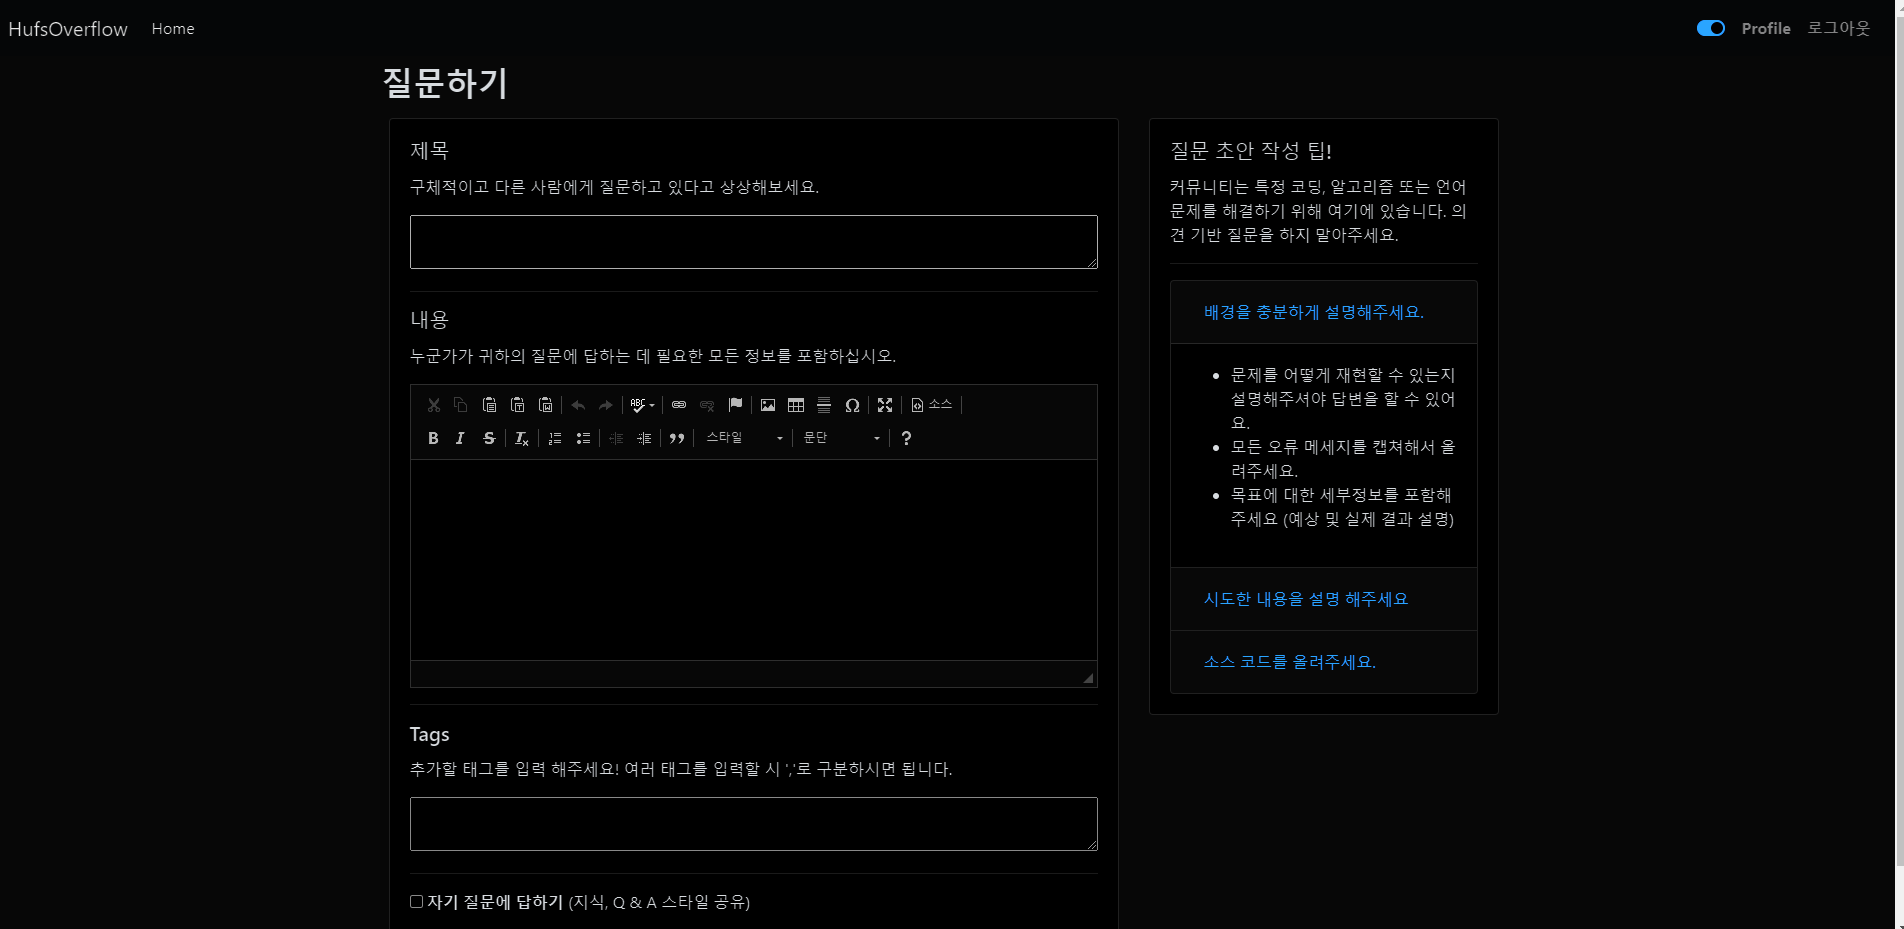 HufsOverflow Home Profile 로그아웃
질문하기
제목
구체적이고 다른 사람에게 질문하고 있다고 상상해보세요.
내용
누군가가 귀하의 질문에 답하는 데 필요한 모든 정보를 포함하십시오.
ABC 소스
B I S Tx 스타일 문단 ?
Tags
추가할 태그를 입력 해주세요! 여러 태그를 입력할 시 ','로 구분하시면 됩니다.
자기 질문에 답하기 (지식, Q & A 스타일 공유)
질문 초안 작성 팁!
커뮤니티는 특정 코딩, 알고리즘 또는 언어
문제를 해결하기 위해 여기에 있습니다. 의
견 기반 질문을 하지 말아주세요.
배경을 충분하게 설명해주세요.
문제를 어떻게 재현할 수 있는지
설명해주셔야 답변을 할 수 있어
요.
모든 오류 메세지를 캡쳐해서 올
려주세요.
목표에 대한 세부정보를 포함해
주세요 (예상 및 실제 결과 설명)
시도한 내용을 설명 해주세요
소스 코드를 올려주세요.